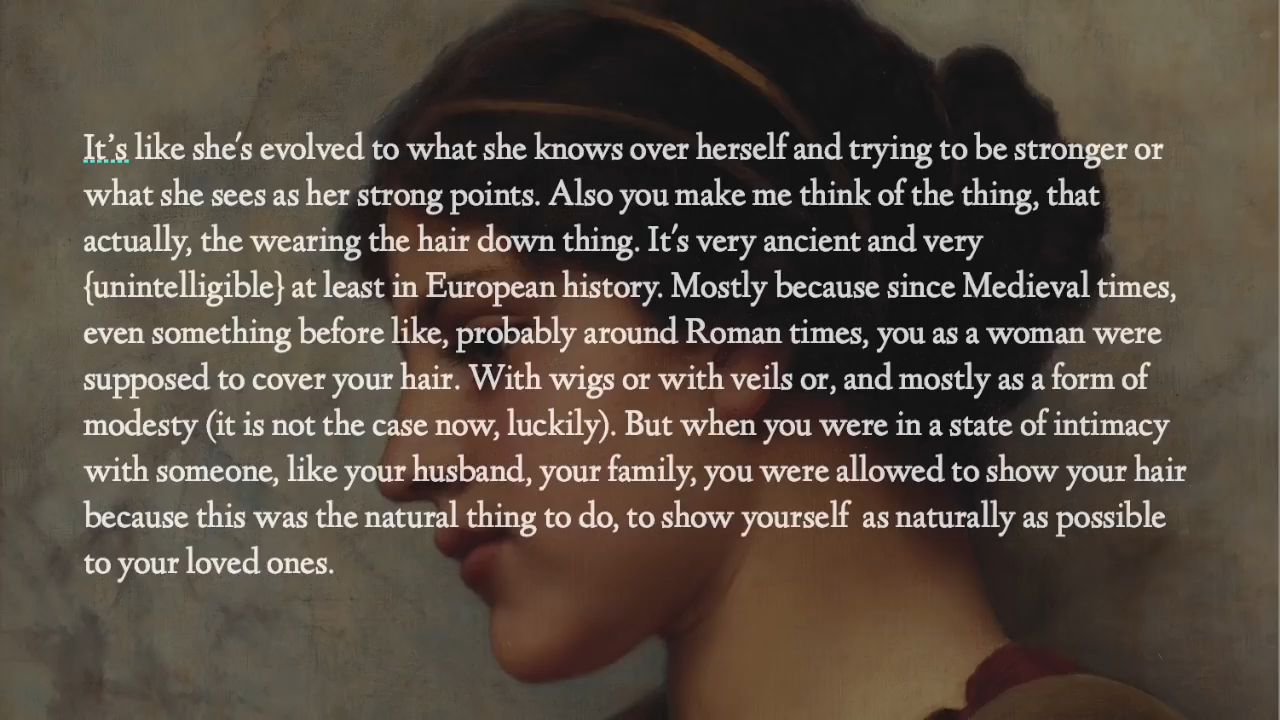 It’s like she's evolved to what she knows over herself and trying to be stronger or
what she sees as her strong points. Also you make me think of the thing, that
actually, the wearing the hair down thing. It's very ancient and very
{unintelligible} at least in European history. Mostly because since Medieval times,
even something before like, probably around Roman times, you as a woman were
supposed to cover your hair. With wigs or with veils or, and mostly as a form of
modesty (it is not the case now, luckily). But when you were in a state of intimacy
with someone, like your husband, your family, you were allowed to show your hair
because this was the natural thing to do, to show yourself  as naturally as possible
to your loved ones.